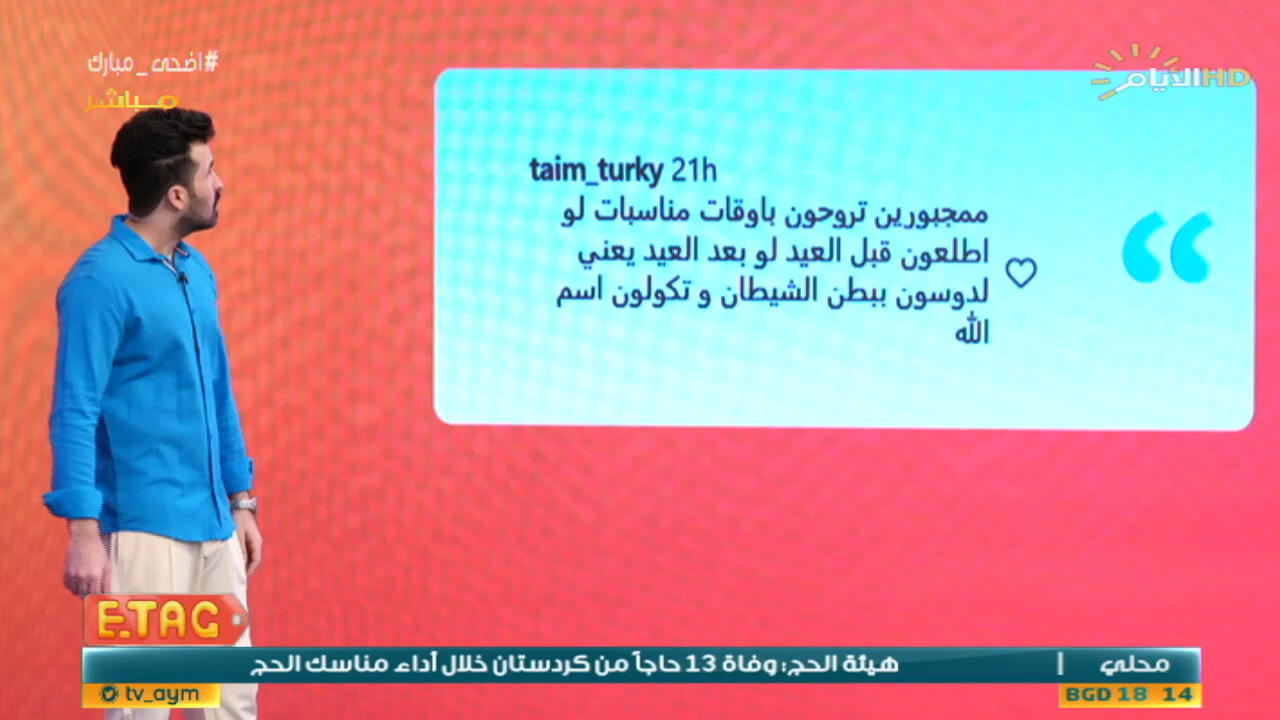 #اضحى_مبارك
مباشر
الأيام HD
taim_turky 21h
ممجبورين تروحون باوقات مناسبات لو
اطلعون قبل العيد لو بعد العيد يعني
لدوسون ببطن الشيطان و تكولون اسم
الله
E.TAG
محلي | هيئة الحج: وفاة 13 حاجاً من كردستان خلال أداء مناسك الحج
tv_aym
BGD 18 14